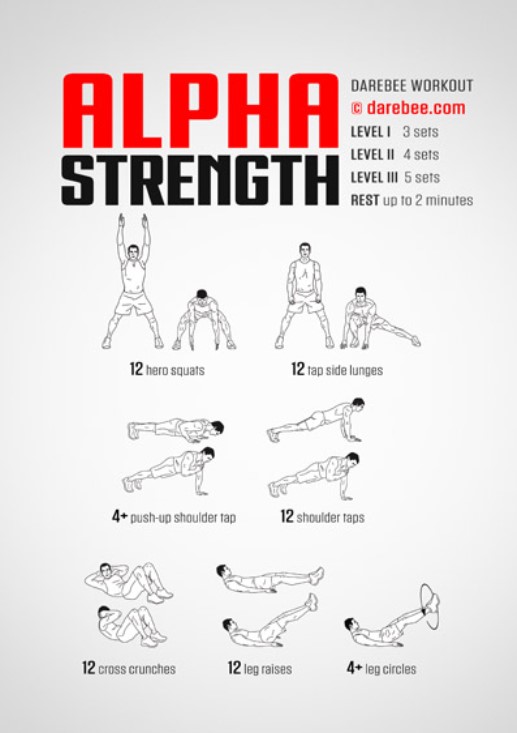 ALPHA
STRENGTH
DAREBEE WORKOUT
© darebee.com
LEVEL I 3 sets
LEVEL II 4 sets
LEVEL III 5 sets
REST up to 2 minutes
12 hero squats
12 tap side lunges
4+ push-up shoulder tap
12 shoulder taps
12 cross crunches
12 leg raises
4+ leg circles